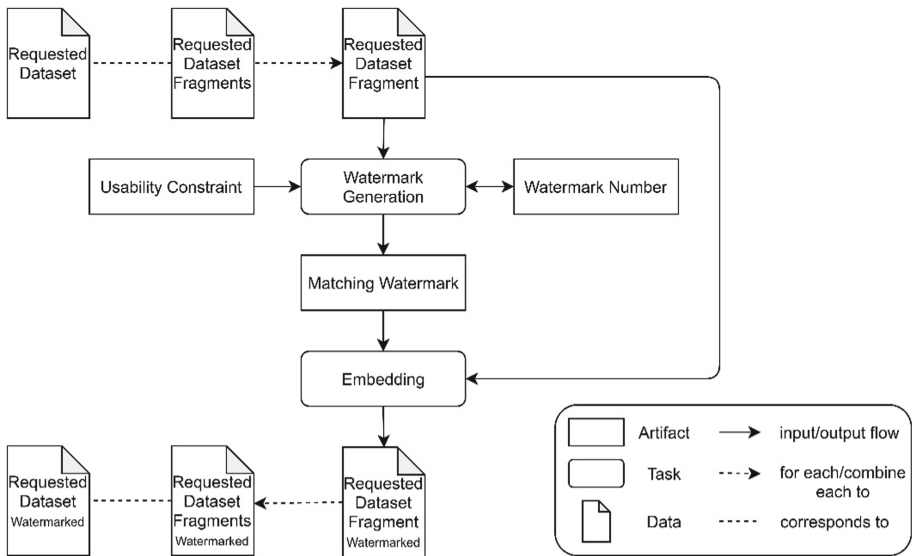 Requested
Dataset
Requested
Dataset
Fragments
Requested
Dataset
Fragment
Usability Constraint
Watermark
Generation
Watermark Number
Matching Watermark
Embedding
Requested
Dataset
Watermarked
Requested
Dataset
Fragments
Watermarked
Requested
Dataset
Fragment
Watermarked
Artifact
input/output flow
Task
for each/combine
each to
Data
corresponds to